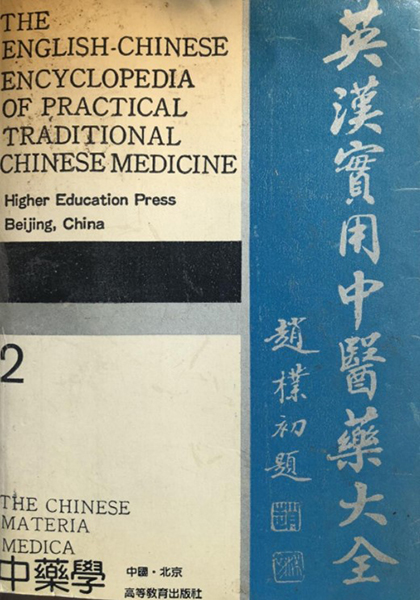 THE
ENGLISH-CHINESE
ENCYCLOPEDIA
OF PRACTICAL
TRADITIONAL
CHINESE MEDICINE
Higher Education Press
Beijing, China
2
THE CHINESE
MATERIA
MEDICA
中藥學
中國·北京
高等教育出版社
英漢實用中醫藥大全
趙樸初題